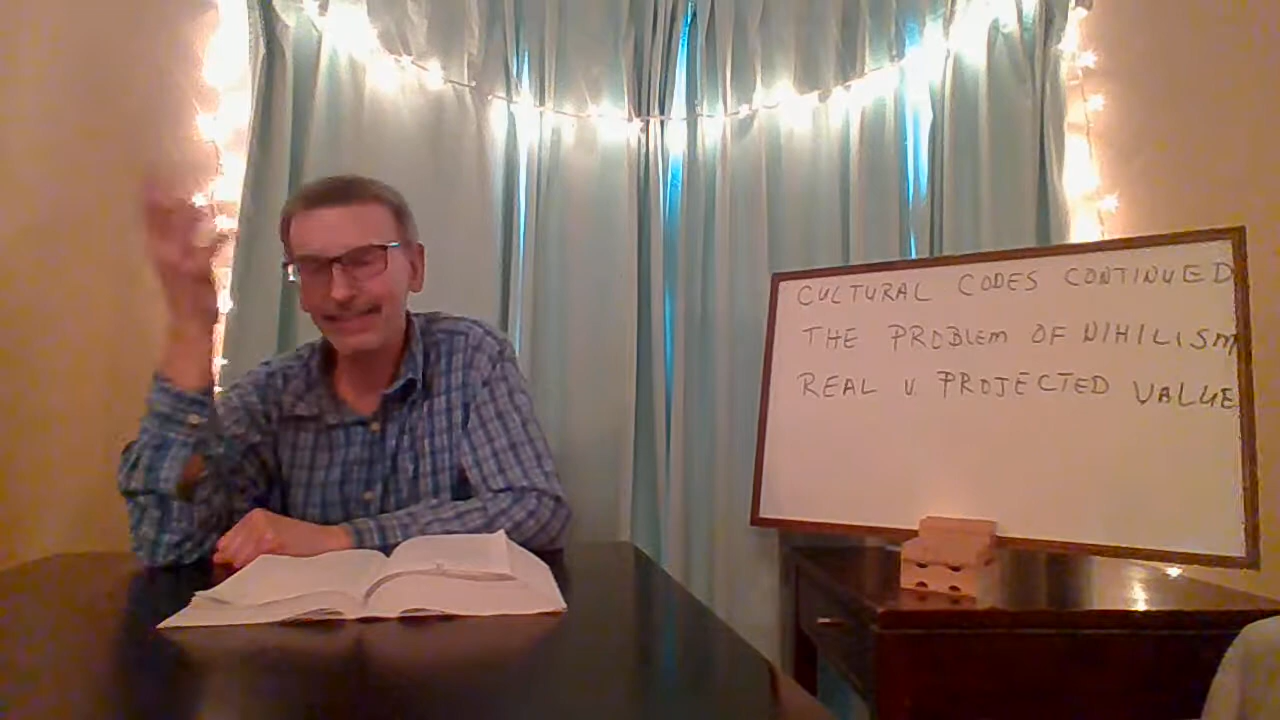 CULTURAL CODES CONTINUED
THE PROBLEM OF NIHILISM
REAL V. PROJECTED VALUE